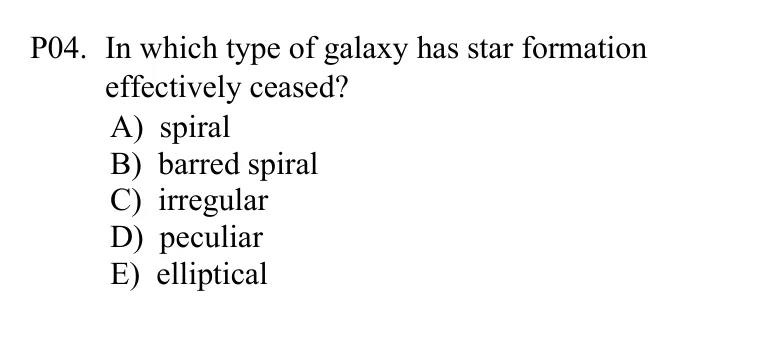 P04. In which type of galaxy has star formation
effectively ceased?
A) spiral
B) barred spiral
C) irregular
D) peculiar
E) elliptical